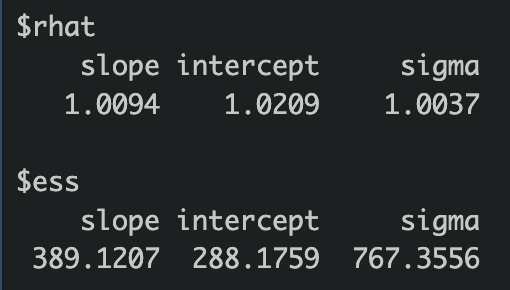 $rhat
slope intercept sigma
1.0094 1.0209 1.0037
$ess
slope intercept sigma
389.1207 288.1759 767.3556